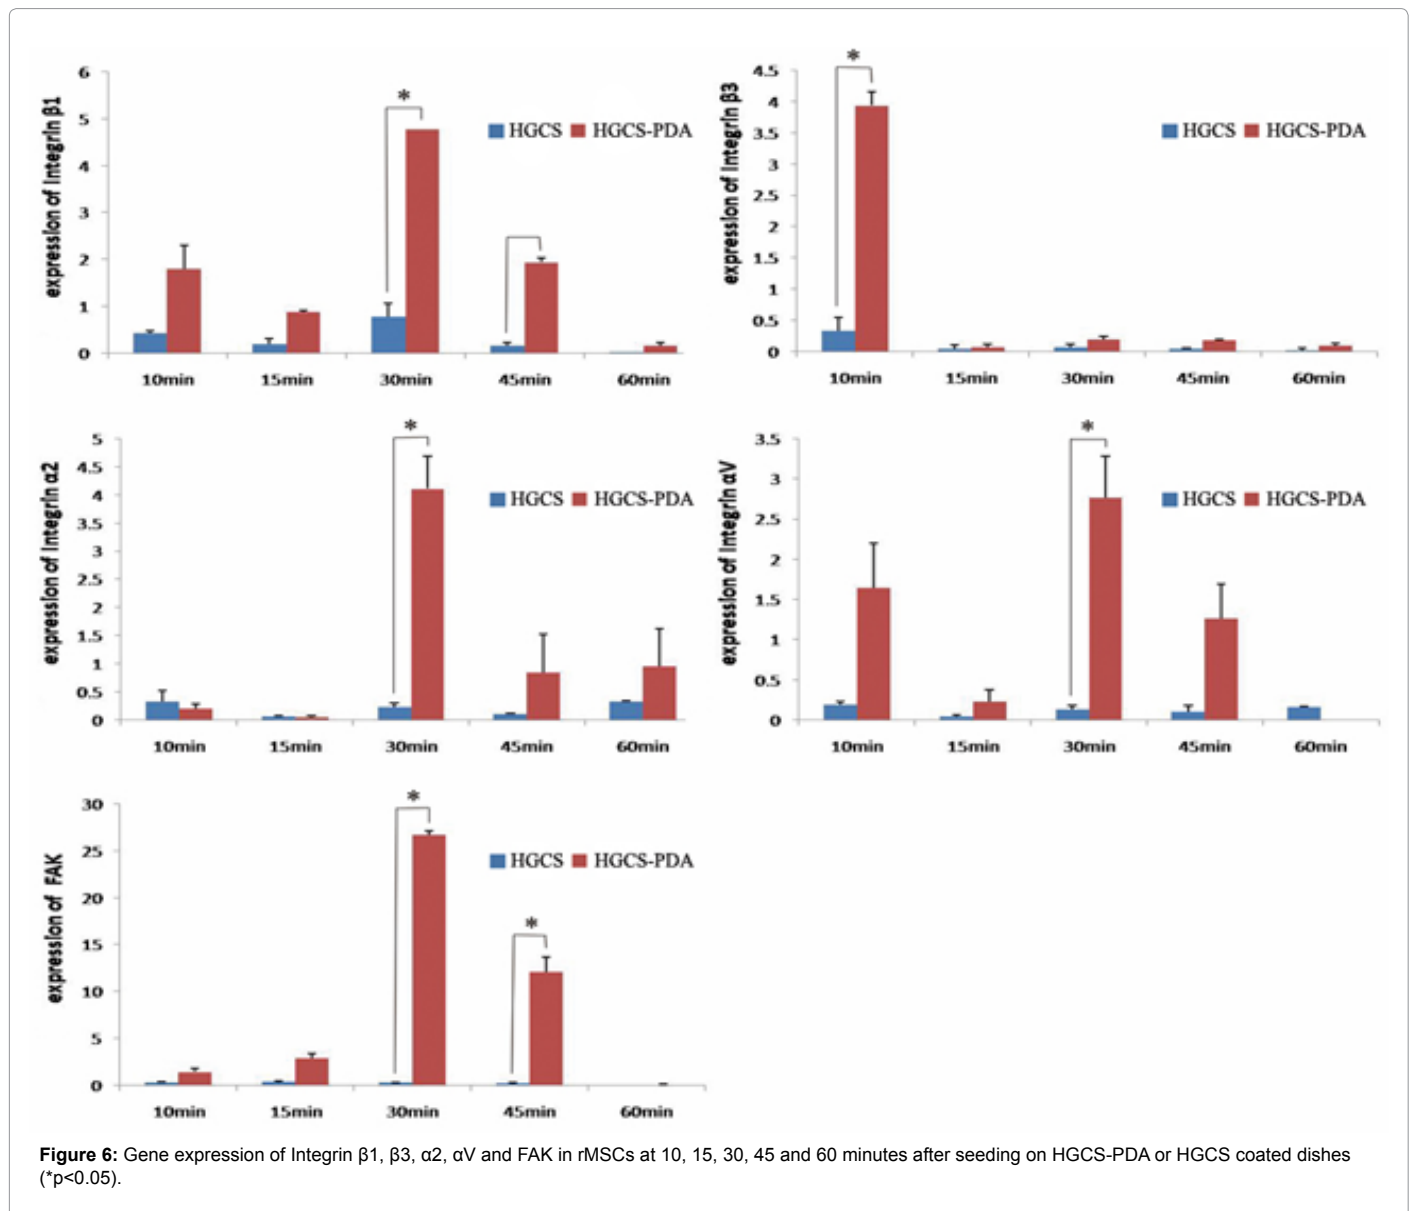 *
expression of Integrin β1
6
5
4
3
2
1
0
HGCS HGCS-PDA
10min 15min 30min 45min 60min
*
expression of Integrin β3
4.5
4
3.5
3
2.5
2
1.5
1
0.5
0
HGCS HGCS-PDA
10min 15min 30min 45min 60min
*
expression of Integrin α2
5
4.5
4
3.5
3
2.5
2
1.5
1
0.5
0
HGCS HGCS-PDA
10min 15min 30min 45min 60min
*
expression of Integrin αV
3.5
3
2.5
2
1.5
1
0.5
0
HGCS HGCS-PDA
10min 15min 30min 45min 60min
*
*
expression of FAK
30
25
20
15
10
5
0
HGCS HGCS-PDA
10min 15min 30min 45min 60min
Figure 6: Gene expression of Integrin β1, β3, α2, αV and FAK in rMSCs at 10, 15, 30, 45 and 60 minutes after seeding on HGCS-PDA or HGCS coated dishes
(*p<0.05).